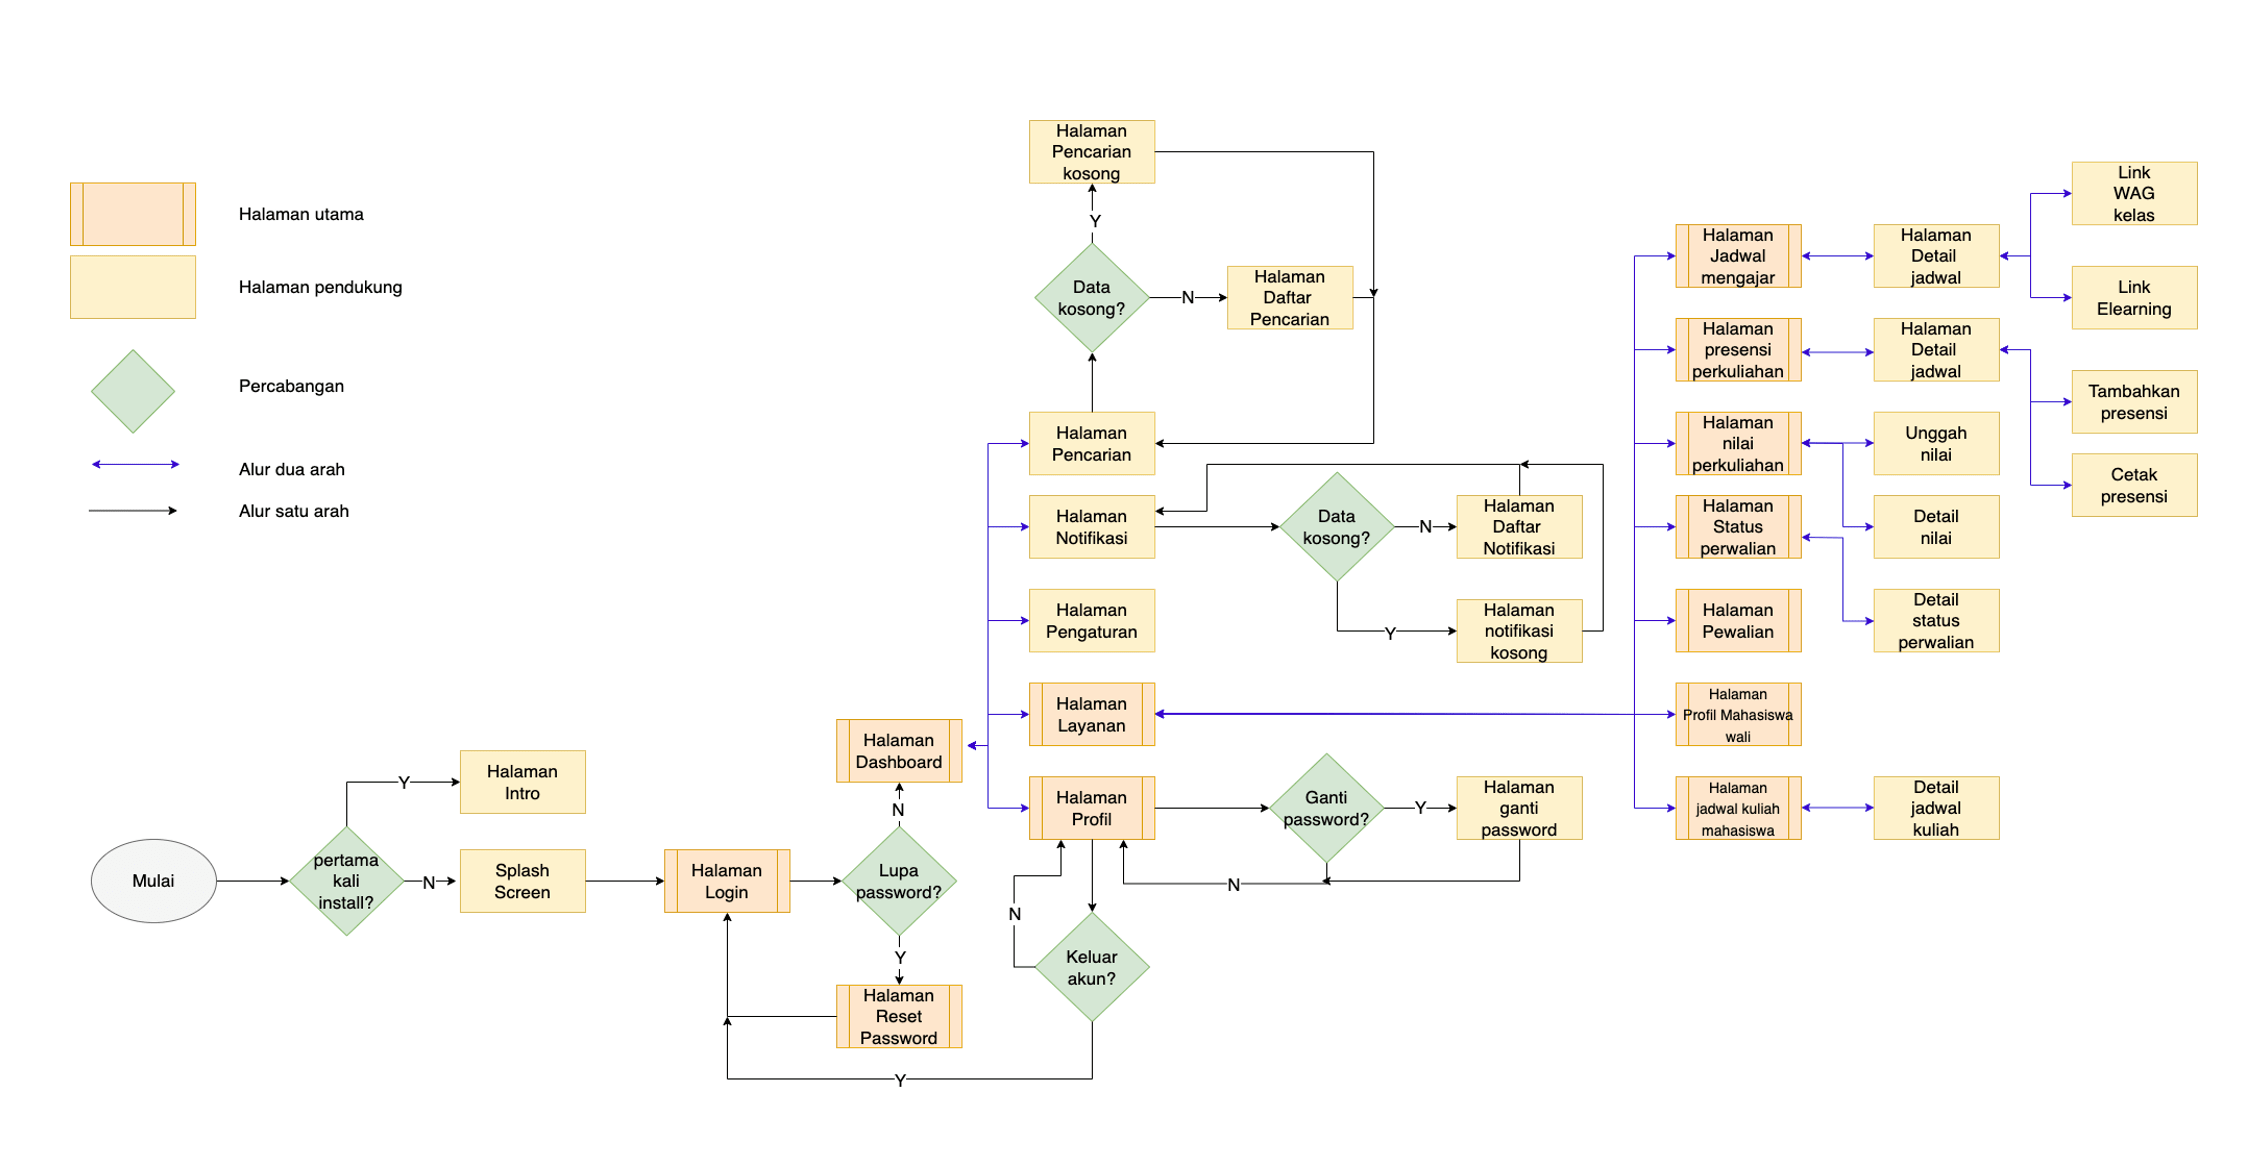 Halaman utama
Halaman pendukung
Percabangan
Alur dua arah
Alur satu arah
Mulai
pertama
kali
install?
Y
Halaman
Intro
N
Splash
Screen
Halaman
Login
Lupa
password?
N
Halaman
Dashboard
Y
Halaman
Reset
Password
Halaman
Pencarian
kosong
Y
Data
kosong?
N
Halaman
Daftar
Pencarian
Halaman
Pencarian
Halaman
Notifikasi
Data
kosong?
N
Halaman
Daftar
Notifikasi
Y
Halaman
notifikasi
kosong
Halaman
Pengaturan
Halaman
Layanan
Halaman
Profil
Ganti
password?
Y
Halaman
ganti
password
N
N
Keluar
akun?
Y
Halaman
Jadwal
mengajar
Halaman
Detail
jadwal
Link
WAG
kelas
Link
Elearning
Halaman
presensi
perkuliahan
Halaman
Detail
jadwal
Tambahkan
presensi
Cetak
presensi
Halaman
nilai
perkuliahan
Unggah
nilai
Detail
nilai
Halaman
Status
perwalian
Detail
status
perwalian
Halaman
Pewalian
Halaman
Profil Mahasiswa
wali
Halaman
jadwal kuliah
mahasiswa
Detail
jadwal
kuliah